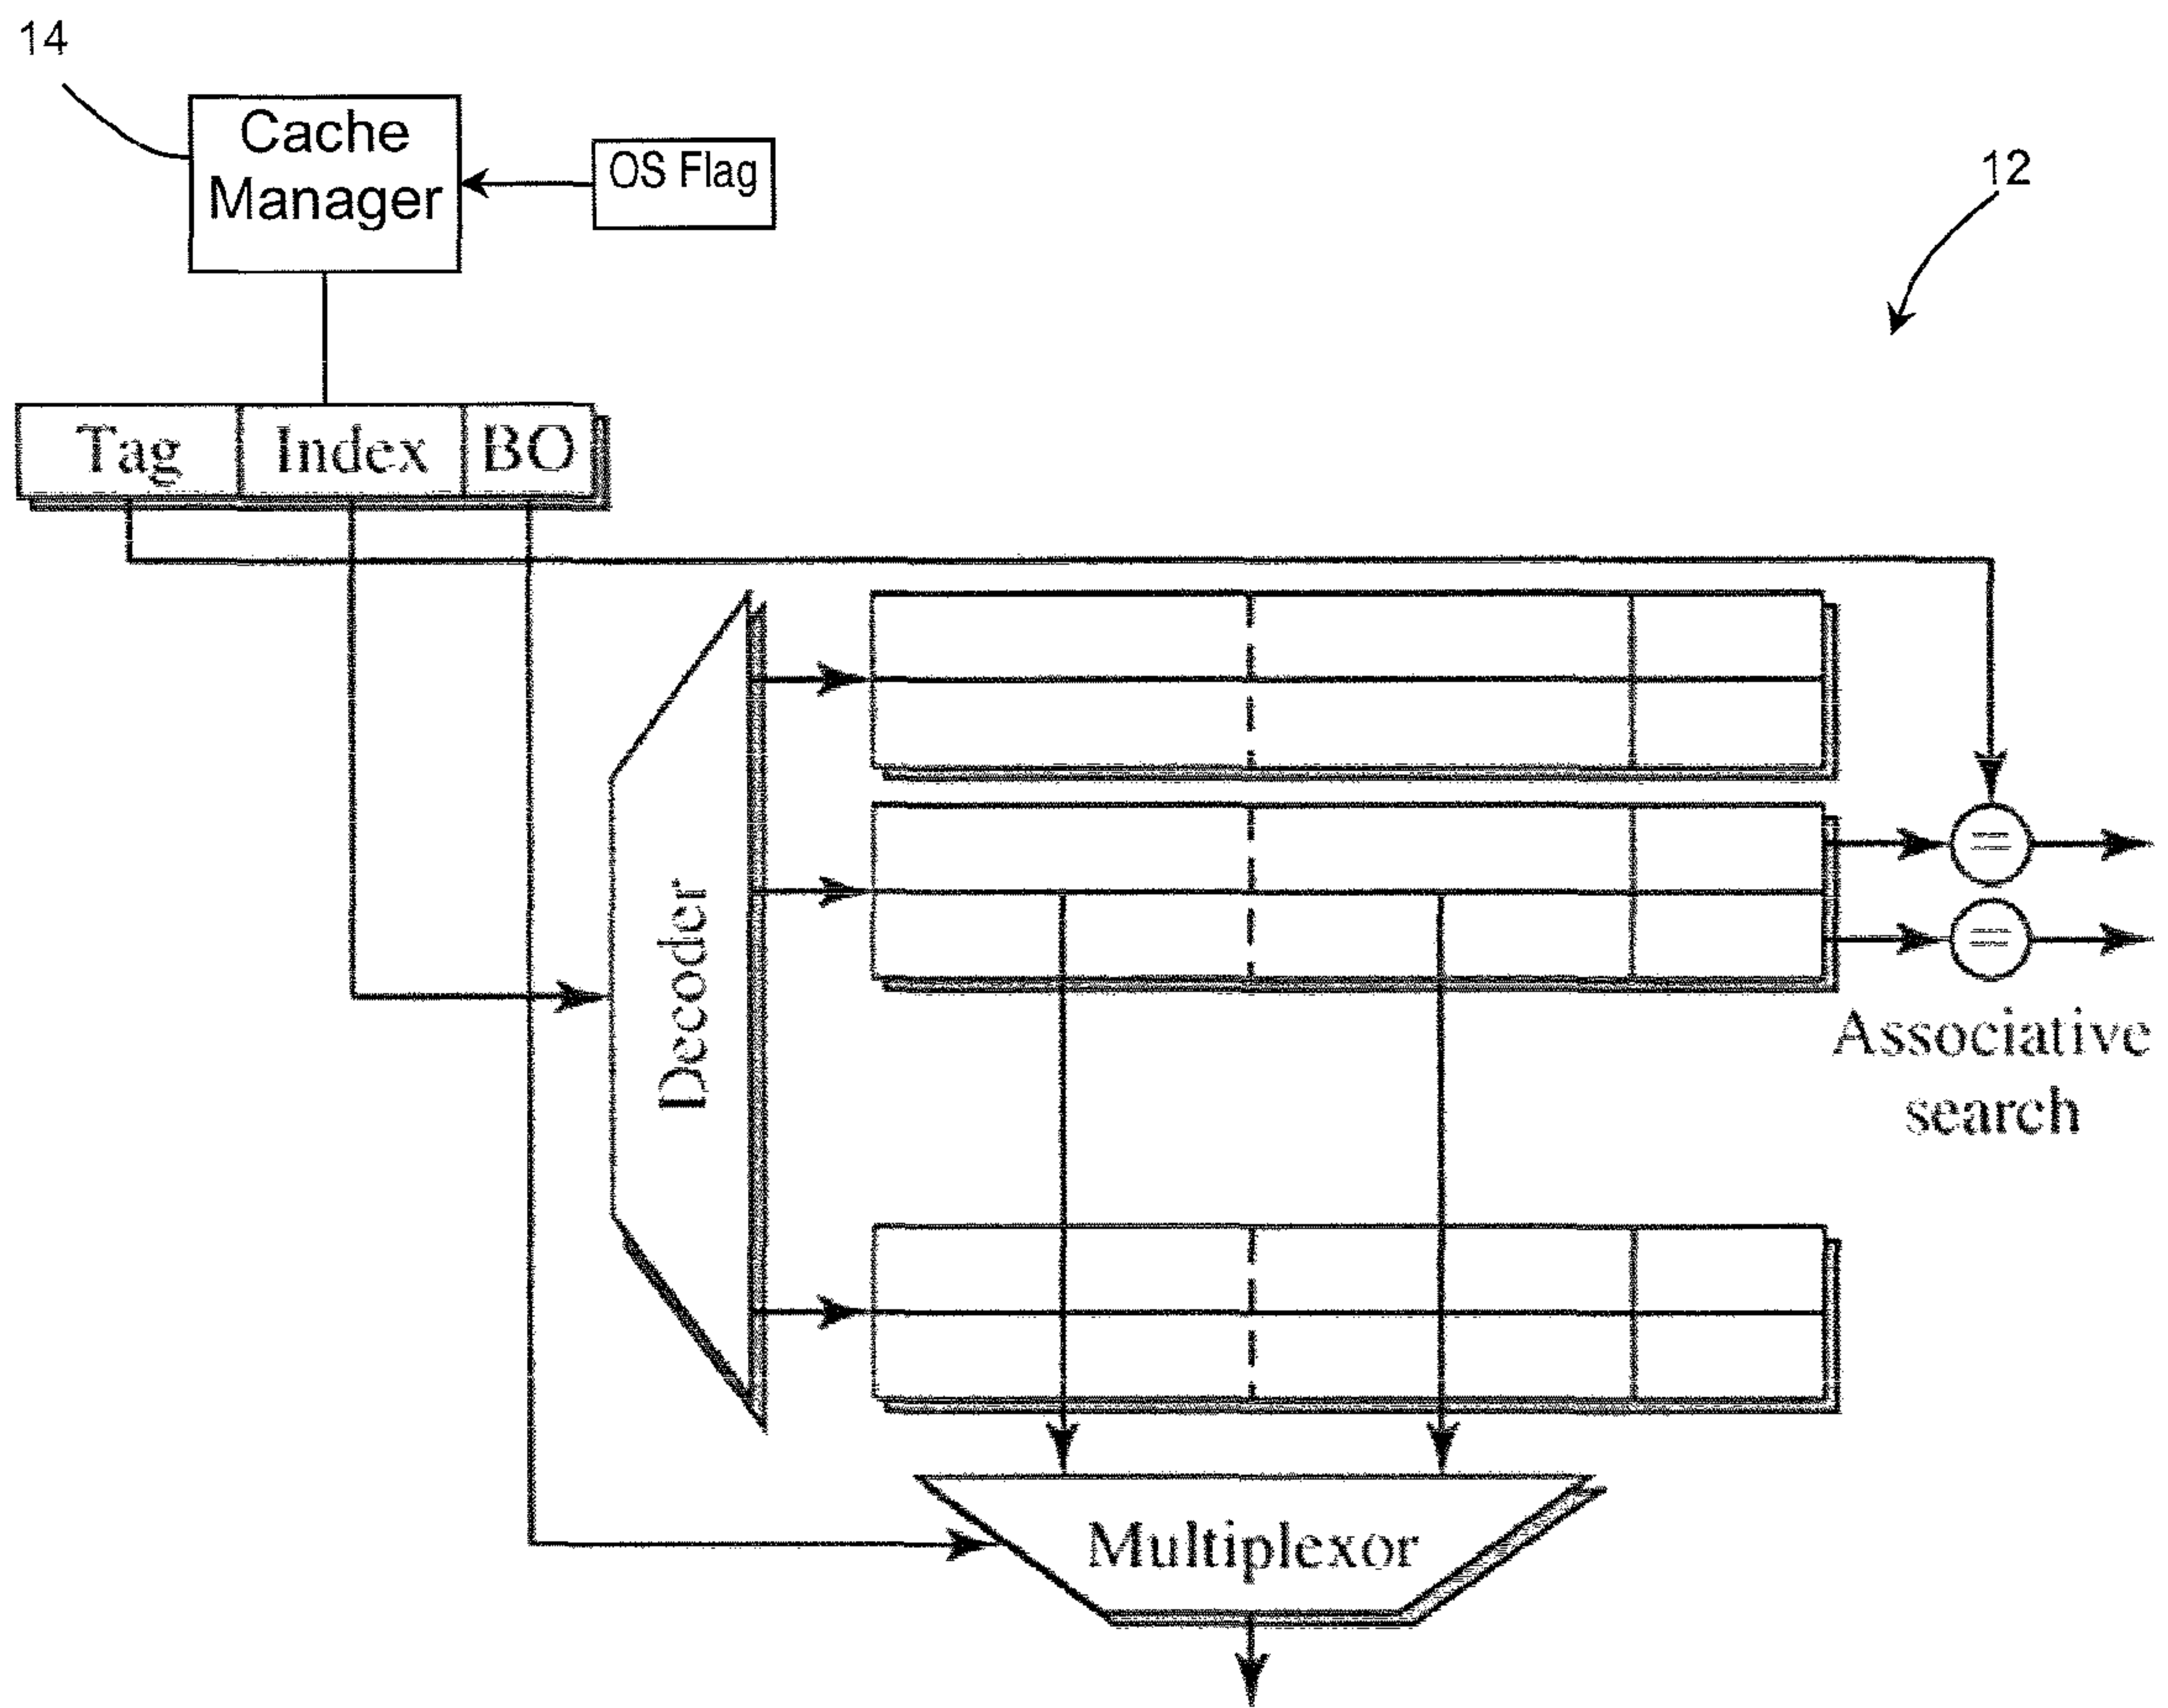 14
Cache
Manager
OS Flag
12
Tag Index BO
Decoder
=
=
Associative
search
Multiplexor